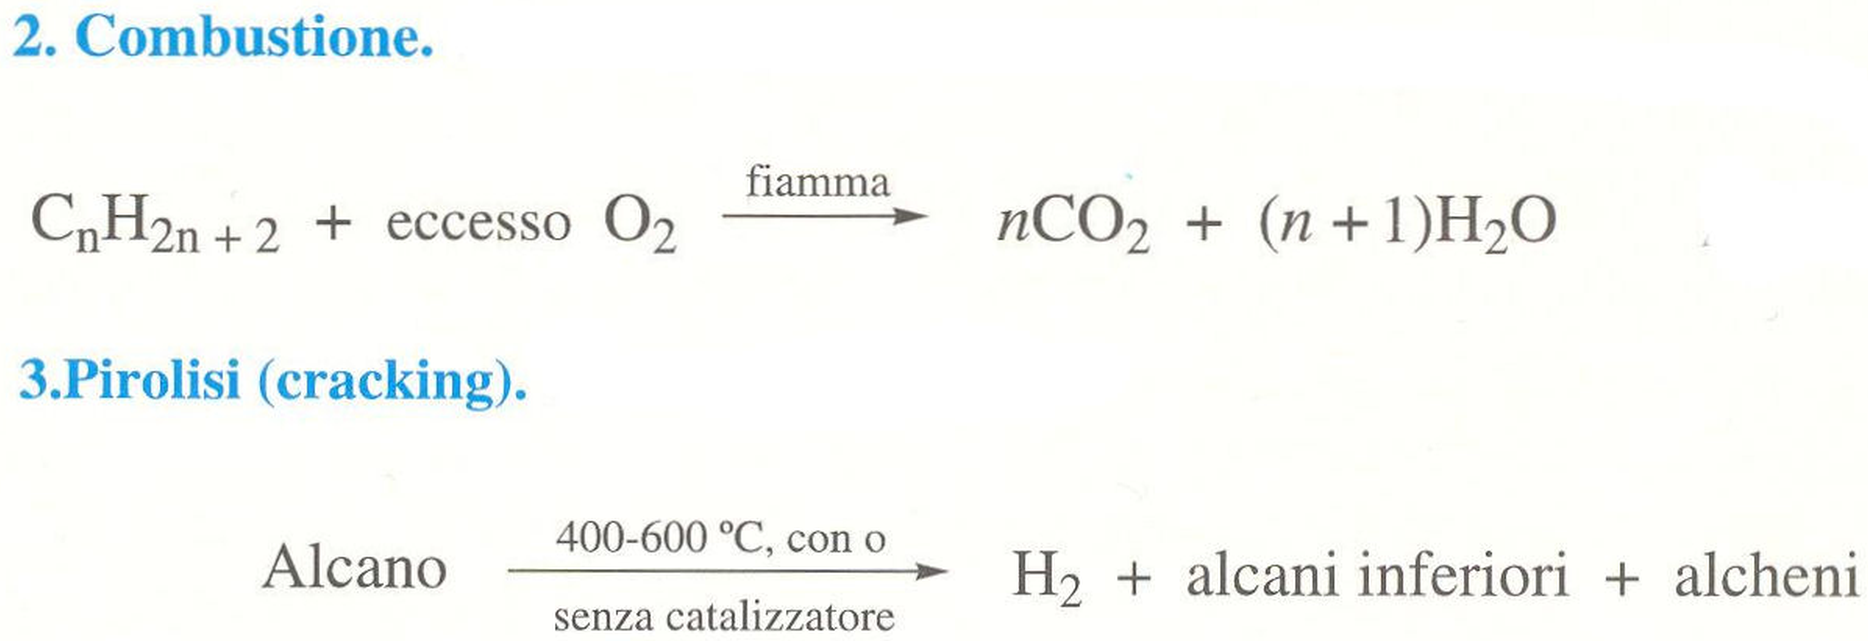 2. Combustione.
fiamma
CₙH₂ₙ ₊ ₂ + eccesso O₂ → nCO₂ + (n + 1)H₂O
3.Pirolisi (cracking).
400-600 ºC, con o
Alcano → H₂ + alcani inferiori + alcheni
senza catalizzatore